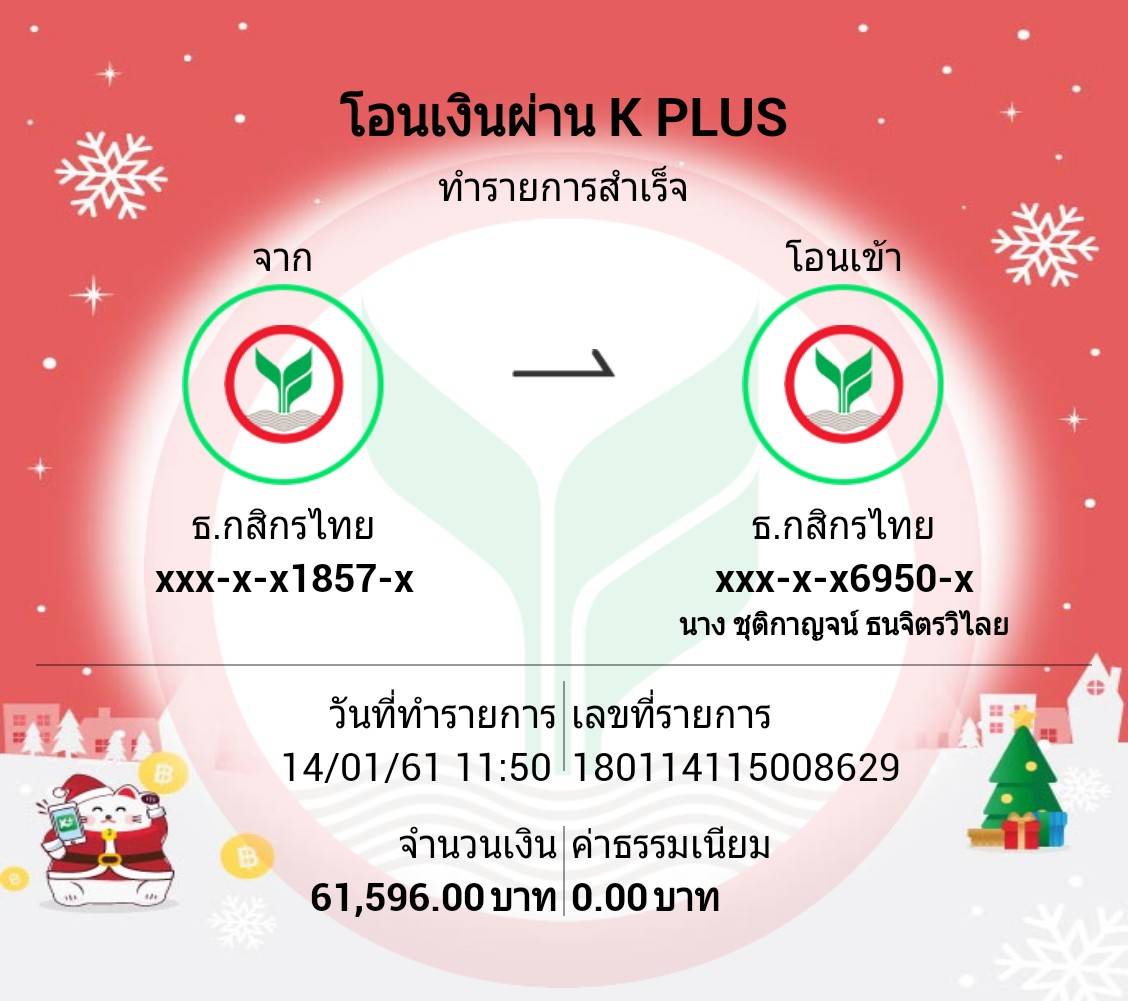 โอนเงินผ่าน K PLUS
ทำรายการสำเร็จ
จาก
โอนเข้า
ธ.กสิกรไทย
xxx-x-x1857-x
ธ.กสิกรไทย
xxx-x-x6950-x
นาง ชุติกาญจน์ ธนจิตรวิไลย
วันที่ทำรายการ
14/01/61 11:50
เลขที่รายการ
180114115008629
จำนวนเงิน
61,596.00 บาท
ค่าธรรมเนียม
0.00 บาท
K+